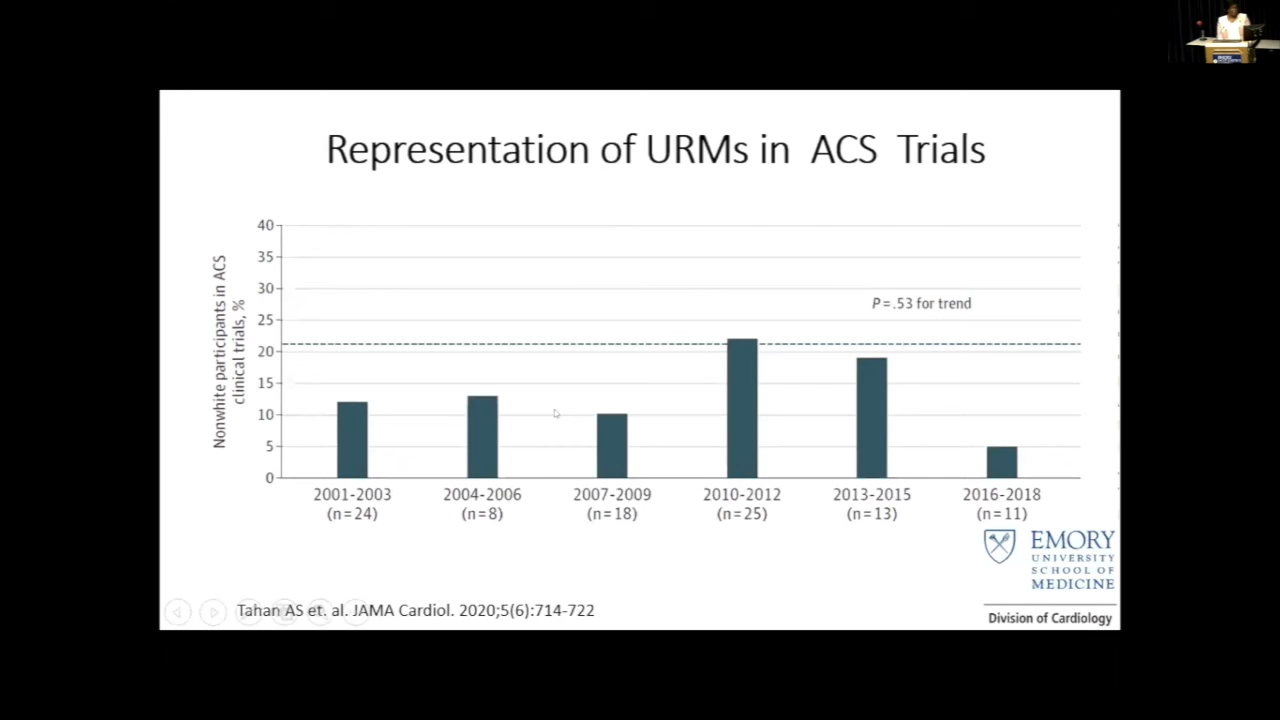 Representation of URMs in ACS Trials
Nonwhite participants in ACS
clinical trials, %
40
35
30
25
20
15
10
5
0
P = .53 for trend
2001-2003
(n=24)
2004-2006
(n=8)
2007-2009
(n=18)
2010-2012
(n=25)
2013-2015
(n=13)
2016-2018
(n=11)
EMORY
UNIVERSITY
SCHOOL OF
MEDICINE
Division of Cardiology
Tahan AS et. al. JAMA Cardiol. 2020;5(6):714-722
EMORY